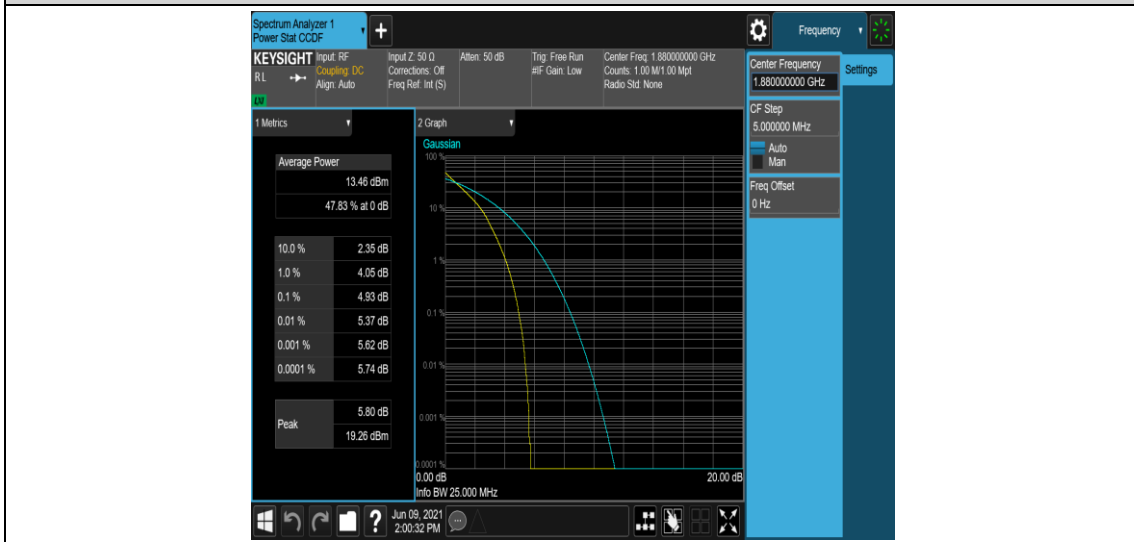 Spectrum Analyzer 1
Power Stat CCDF
+
Frequency
KEYSIGHT
RL
LXI
Input: RF
Coupling: DC
Align: Auto
Input Z: 50 Ω
Corrections: Off
Freq Ref: Int (S)
Atten: 50 dB
Trig: Free Run
#IF Gain: Low
Center Freq: 1.880000000 GHz
Counts: 1.00 M/1.00 Mpt
Radio Std: None
Center Frequency
1.880000000 GHz
Settings
CF Step
5.000000 MHz
Auto
Man
Freq Offset
0 Hz
1 Metrics
Average Power
13.46 dBm
47.83 % at 0 dB
10.0 % 2.35 dB
1.0 % 4.05 dB
0.1 % 4.93 dB
0.01 % 5.37 dB
0.001 % 5.62 dB
0.0001 % 5.74 dB
Peak 5.80 dB
19.26 dBm
2 Graph
Gaussian
100 %
10 %
1 %
0.1 %
0.01 %
0.001 %
0.0001 %
0.00 dB 20.00 dB
Info BW 25.000 MHz
?
Jun 09, 2021
2:00:32 PM